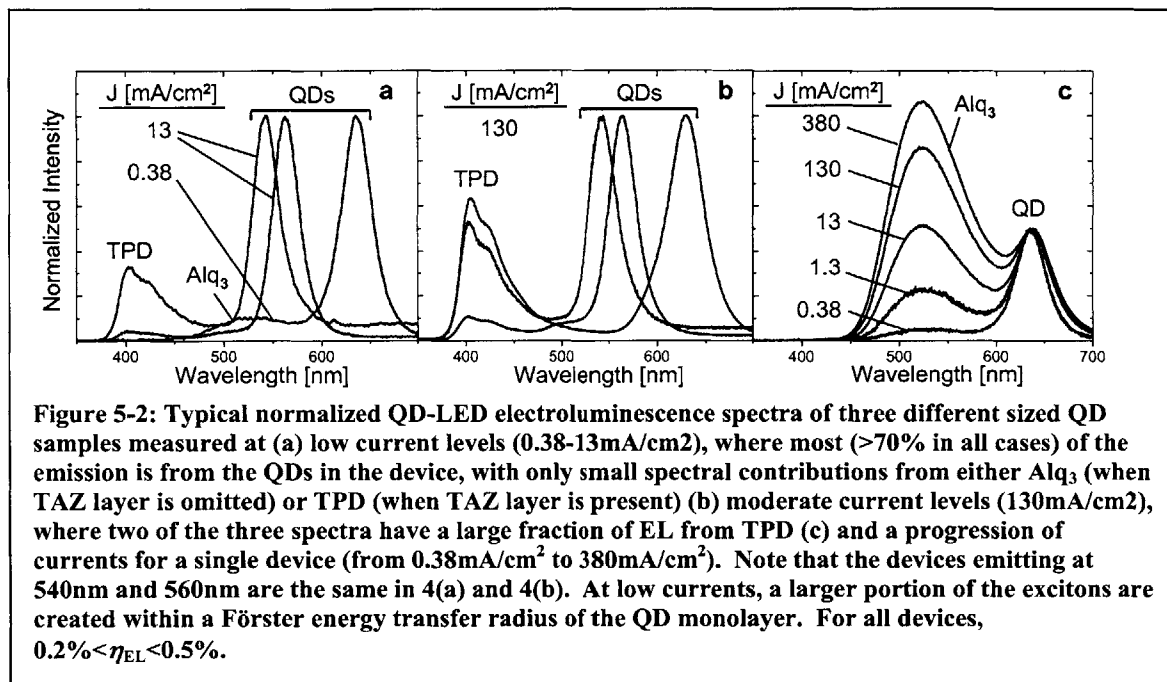 J [mA/cm²] QDs a
13
0.38
TPD
Alq₃
400 500 600
Wavelength [nm]
Normalized Intensity
J [mA/cm²] QDs b
130
TPD
400 500 600
Wavelength [nm]
J [mA/cm²] c
380
130
13
1.3
0.38
Alq₃
QD
400 500 600 700
Wavelength [nm]
Figure 5-2: Typical normalized QD-LED electroluminescence spectra of three different sized QD
samples measured at (a) low current levels (0.38-13mA/cm2), where most (>70% in all cases) of the
emission is from the QDs in the device, with only small spectral contributions from either Alq₃ (when
TAZ layer is omitted) or TPD (when TAZ layer is present) (b) moderate current levels (130mA/cm2),
where two of the three spectra have a large fraction of EL from TPD (c) and a progression of
currents for a single device (from 0.38mA/cm² to 380mA/cm²). Note that the devices emitting at
540nm and 560nm are the same in 4(a) and 4(b). At low currents, a larger portion of the excitons are
created within a Förster energy transfer radius of the QD monolayer. For all devices,
0.2%<η_EL<0.5%.